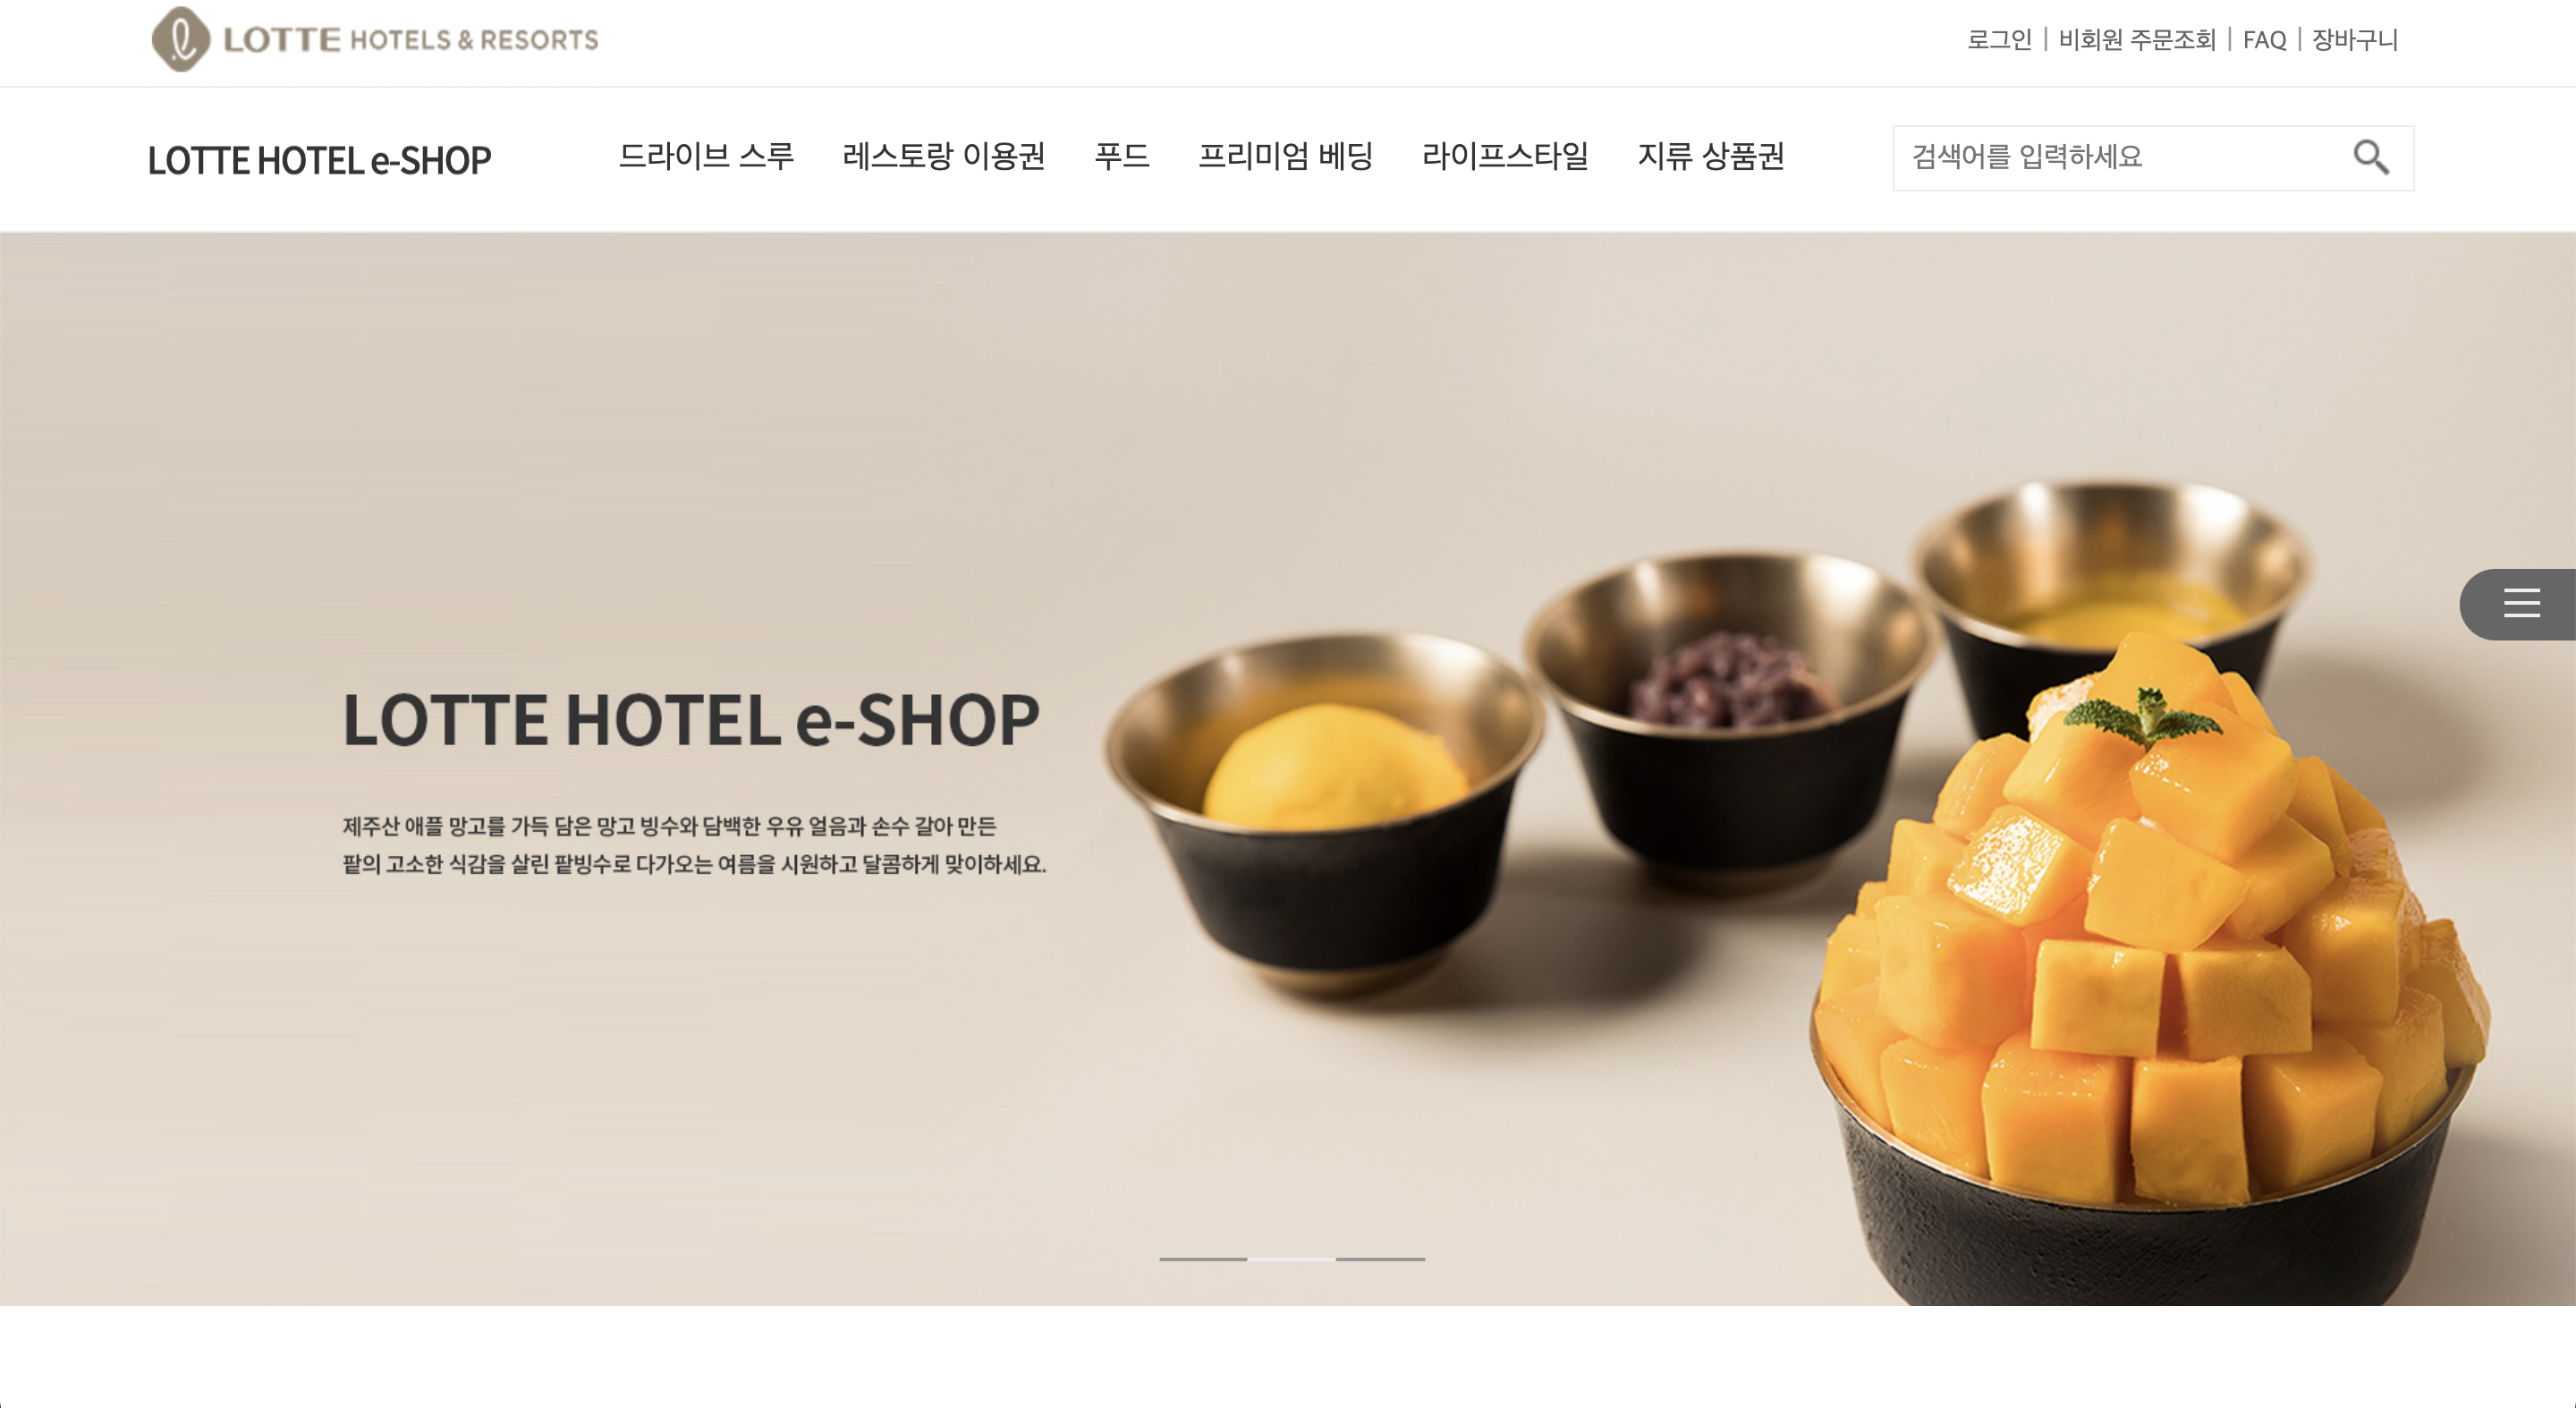 LOTTE HOTELS & RESORTS
로그인 | 비회원 주문조회 | FAQ | 장바구니
LOTTE HOTEL e-SHOP
드라이브 스루 레스토랑 이용권 푸드 프리미엄 베딩 라이프스타일 지류 상품권
검색어를 입력하세요
LOTTE HOTEL e-SHOP
제주산 애플 망고를 가득 담은 망고 빙수와 담백한 우유 얼음과 손수 갈아 만든
팥의 고소한 식감을 살린 팥빙수로 다가오는 여름을 시원하고 달콤하게 맞이하세요.